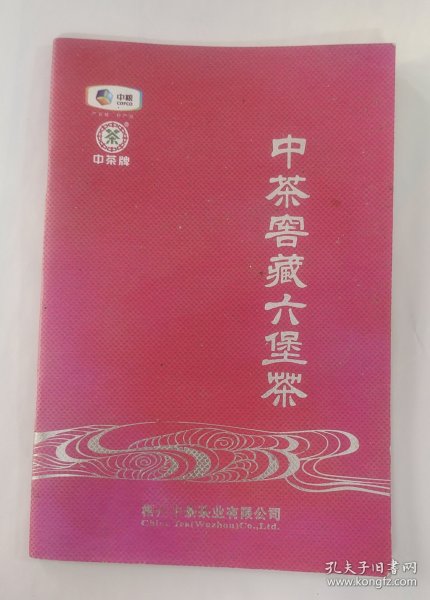 中粮
COFCO
中茶牌
中茶窖藏六堡茶
梧州中茶茶业有限公司
China Tea(Wuzhou)Co.,Ltd.
孔夫子旧书网
www.kongfz.com